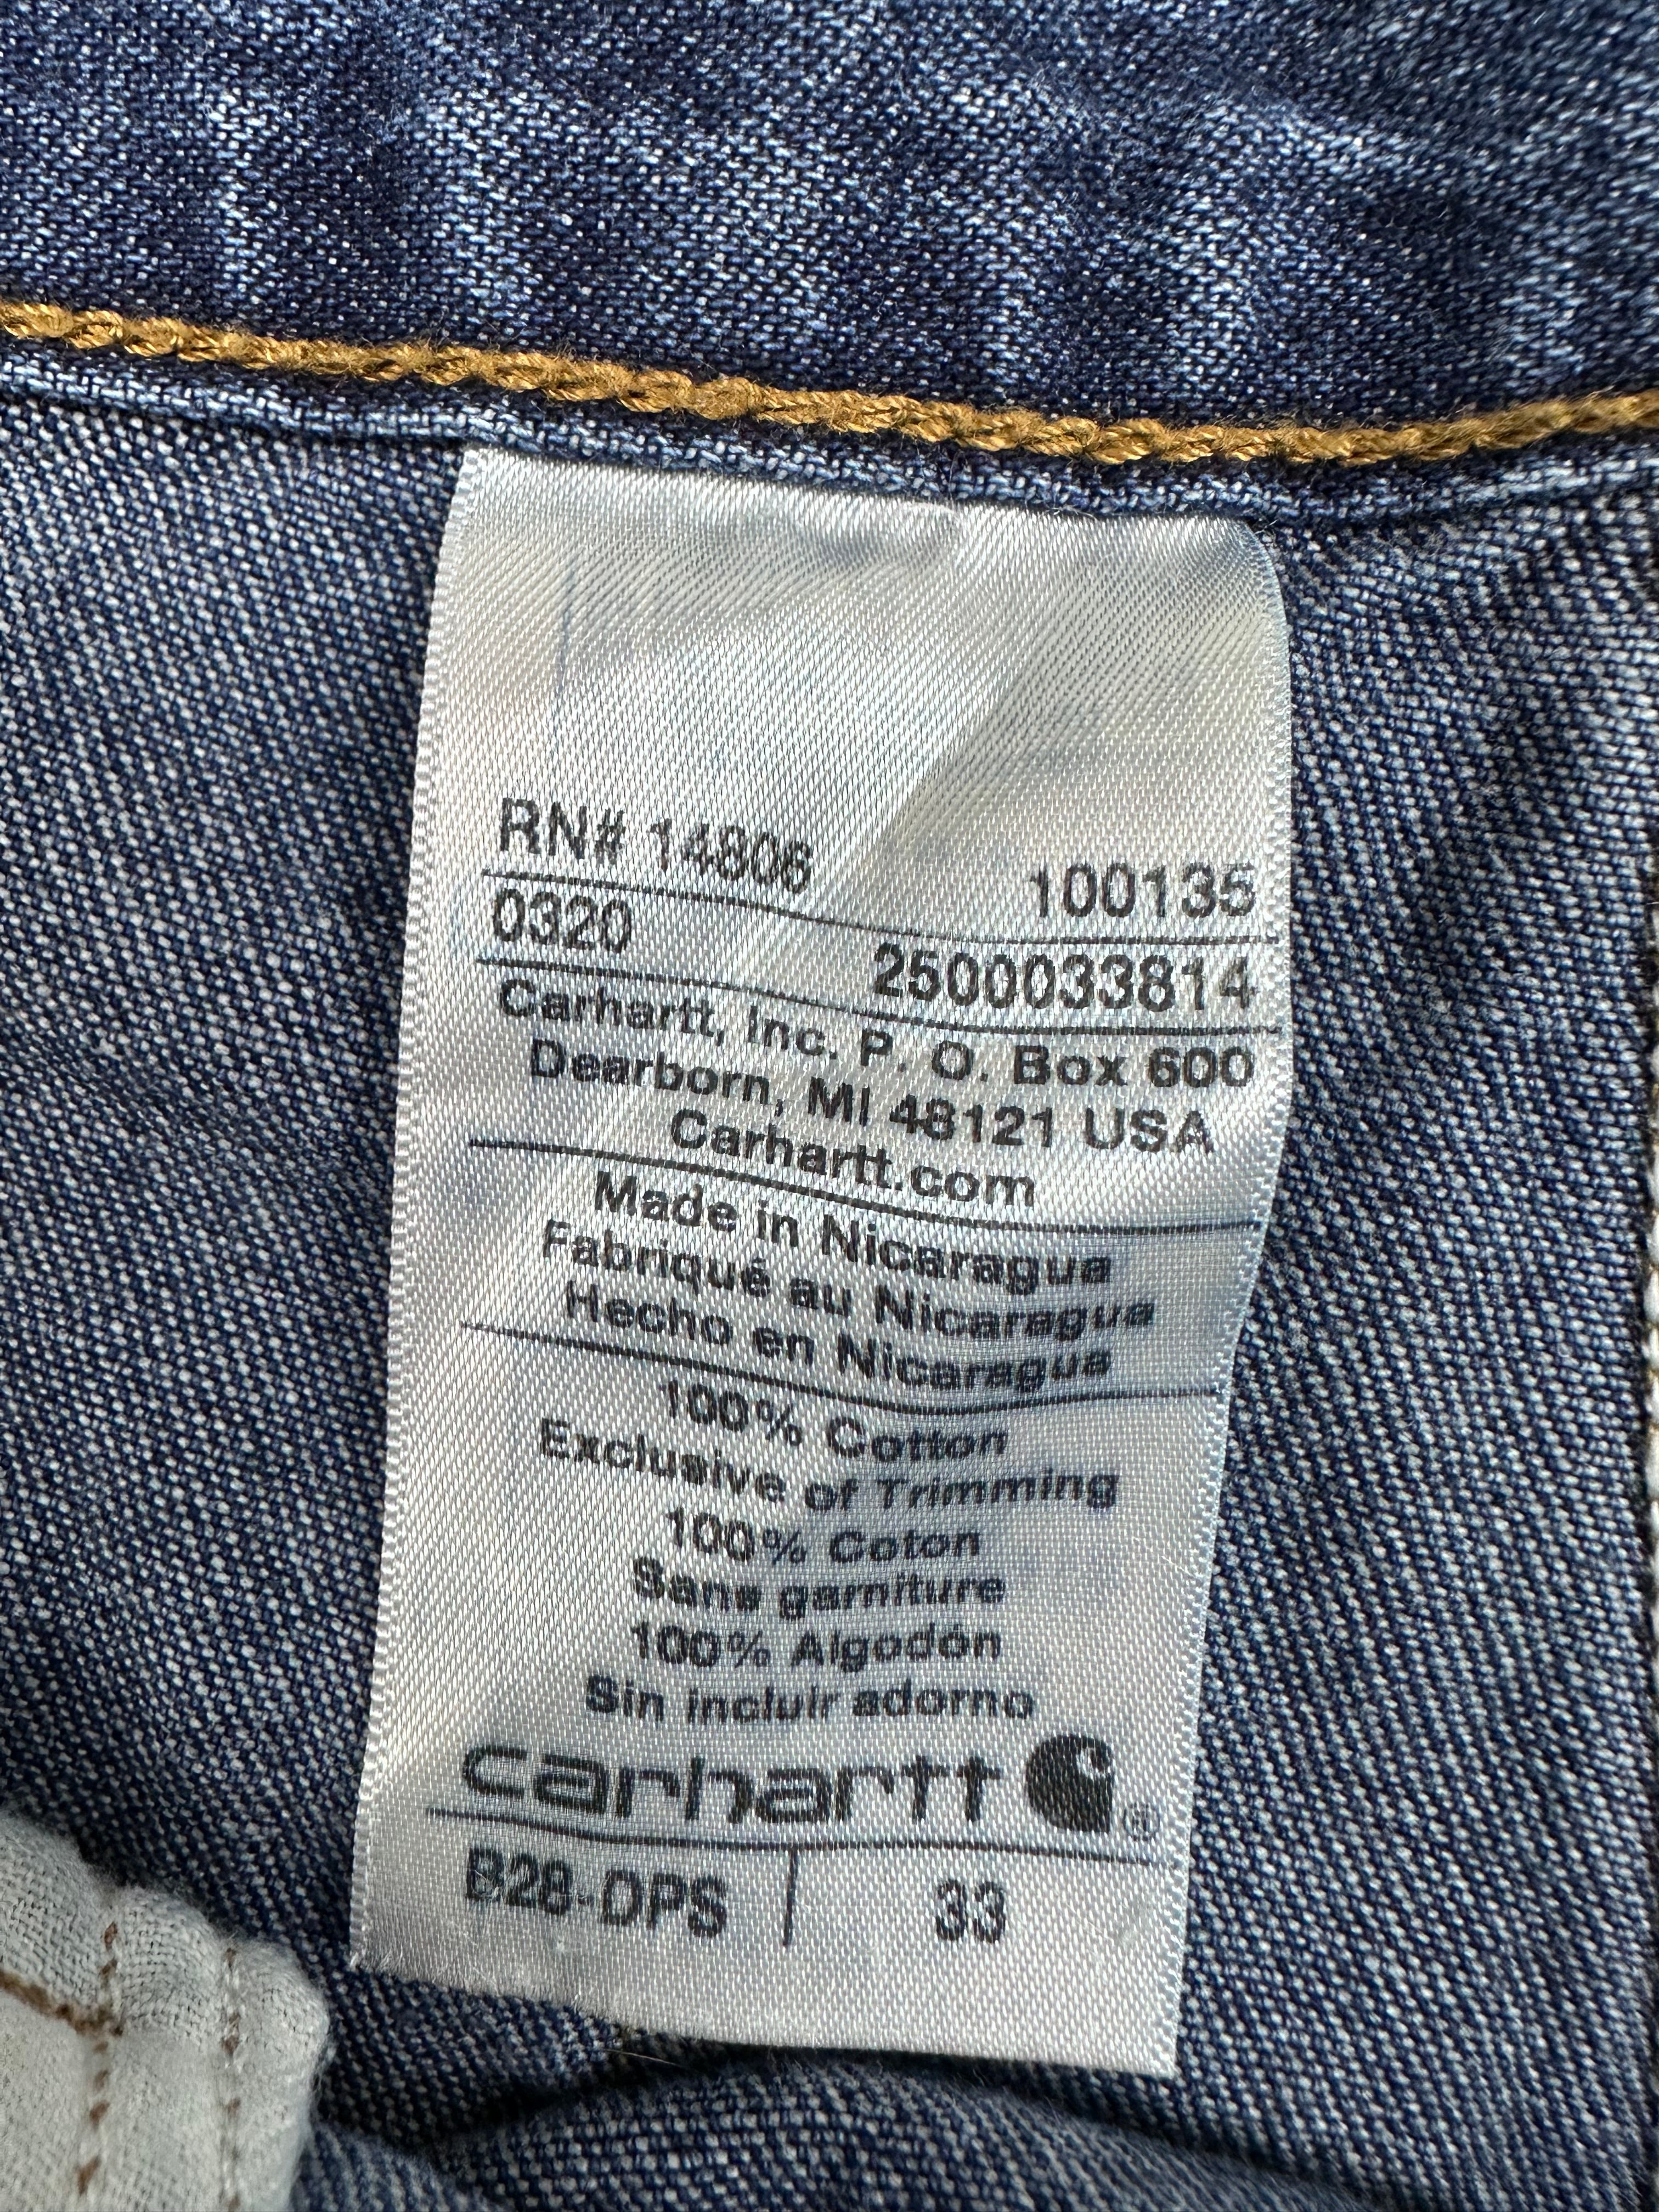 RN# 14806 100135
0320 2500033814
Carhartt, Inc. P. O. Box 600
Dearborn, MI 48121 USA
Carhartt.com
Made in Nicaragua
Fabriqué au Nicaragua
Hecho en Nicaragua
100% Cotton
Exclusive of Trimming
100% Coton
Sans garniture
100% Algodón
Sin incluir adorno
carhartt ®
B28-DPS | 33